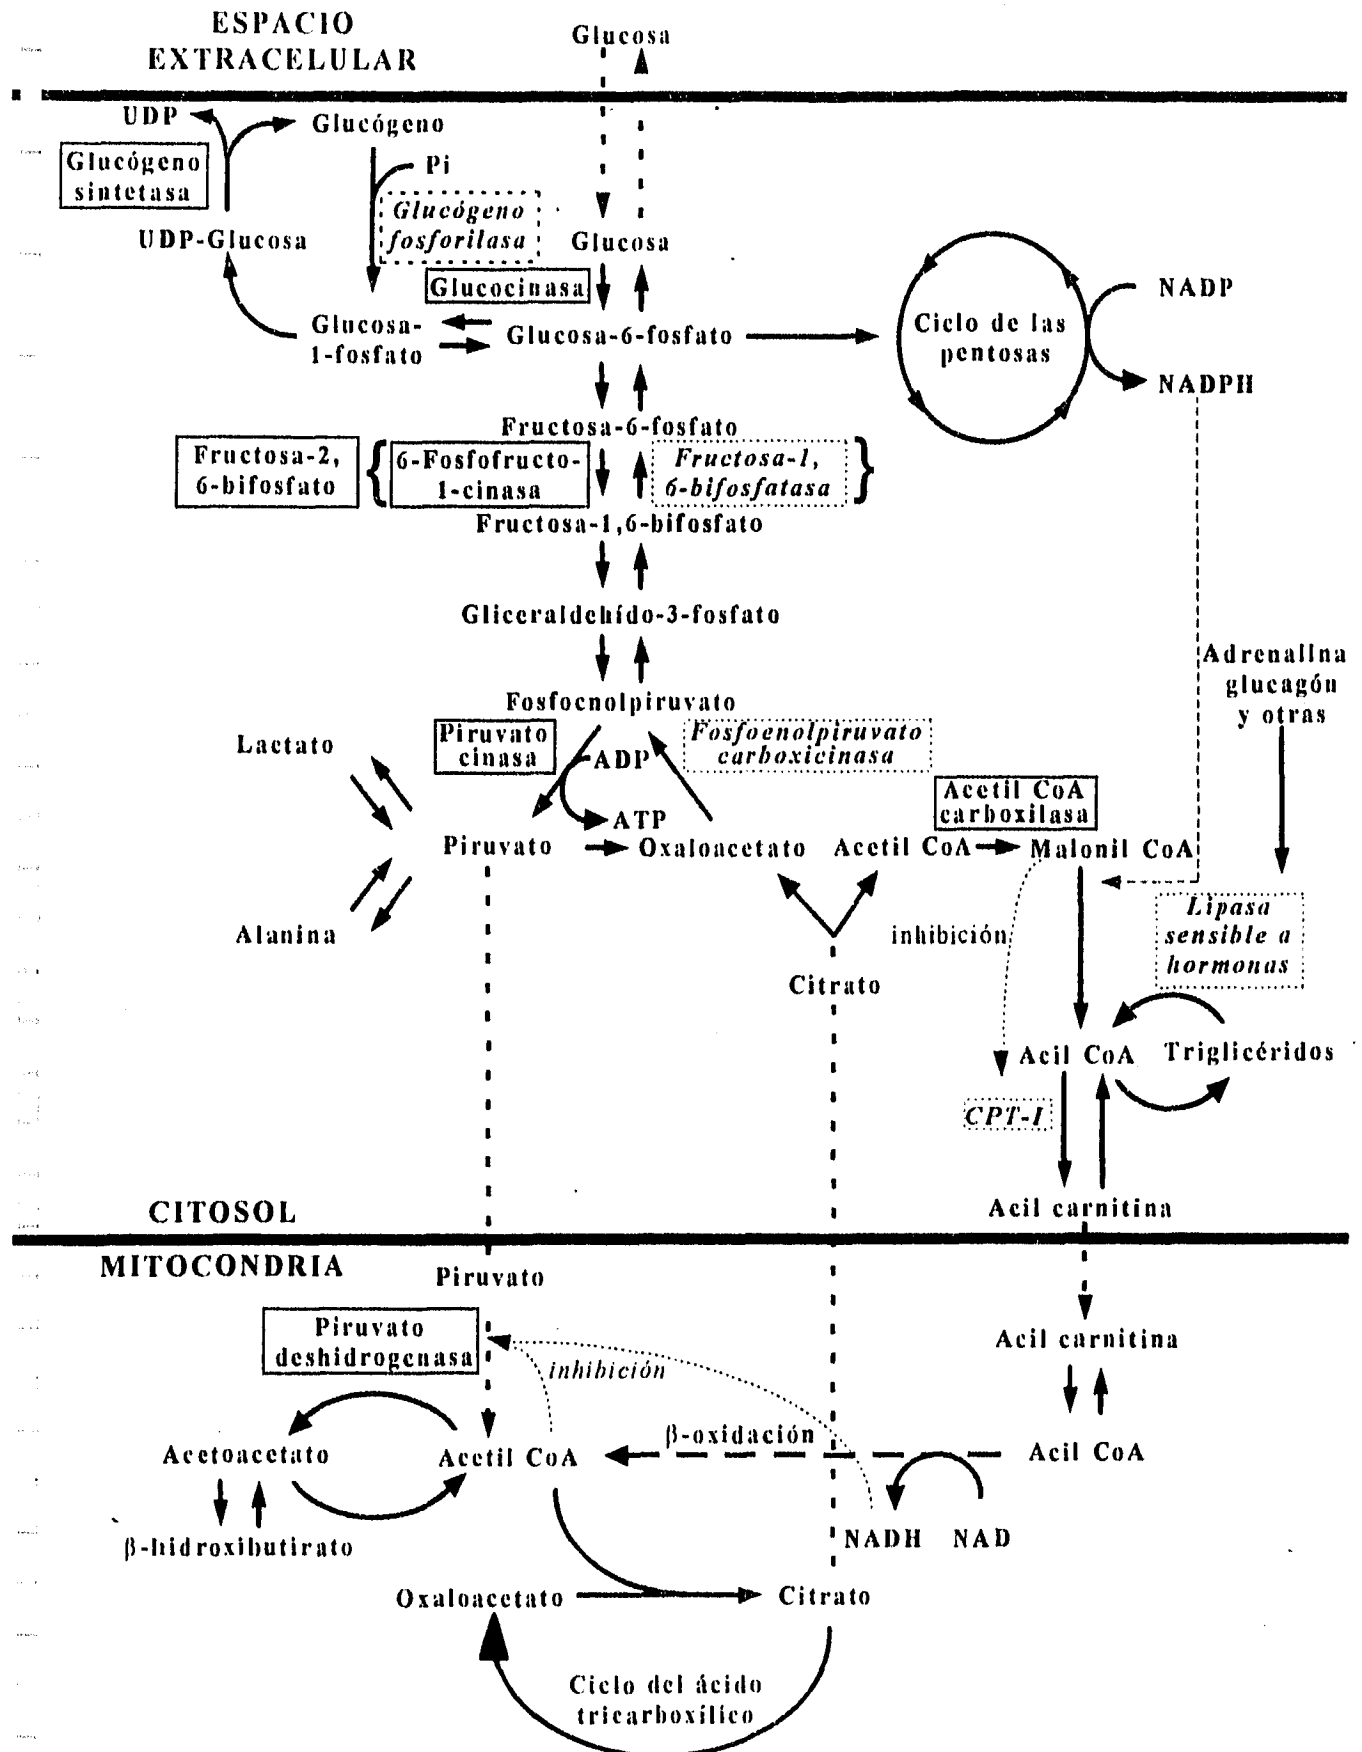 ESPACIO
EXTRACELULAR
Glucosa
UDP
Glucógeno
Glucógeno
sintetasa
Pi
Glucógeno
fosforilasa
UDP-Glucosa
Glucosa
Glucocinasa
NADP
Glucosa-
1-fosfato
Glucosa-6-fosfato
Ciclo de las
pentosas
NADPH
Fructosa-6-fosfato
Fructosa-2,
6-bifosfato
{
6-Fosfofructo-
1-cinasa
Fructosa-1,
6-bifosfatasa
}
Fructosa-1,6-bifosfato
Gliceraldehído-3-fosfato
Adrenalina
glucagón
y otras
Fosfoenolpiruvato
Lactato
Piruvato
cinasa
ADP
Fosfoenolpiruvato
carboxicinasa
ATP
Acetil CoA
carboxilasa
Piruvato
Oxaloacetato
Acetil CoA
Malonil CoA
Alanina
inhibición
Lipasa
sensible a
hormonas
Citrato
Acil CoA
Triglicéridos
CPT-I
Acil carnitina
CITOSOL
MITOCONDRIA
Piruvato
Piruvato
deshidrogenasa
inhibición
Acil carnitina
β-oxidación
Acetoacetato
Acetil CoA
Acil CoA
β-hidroxibutirato
NADH
NAD
Oxaloacetato
Citrato
Ciclo del ácido
tricarboxílico